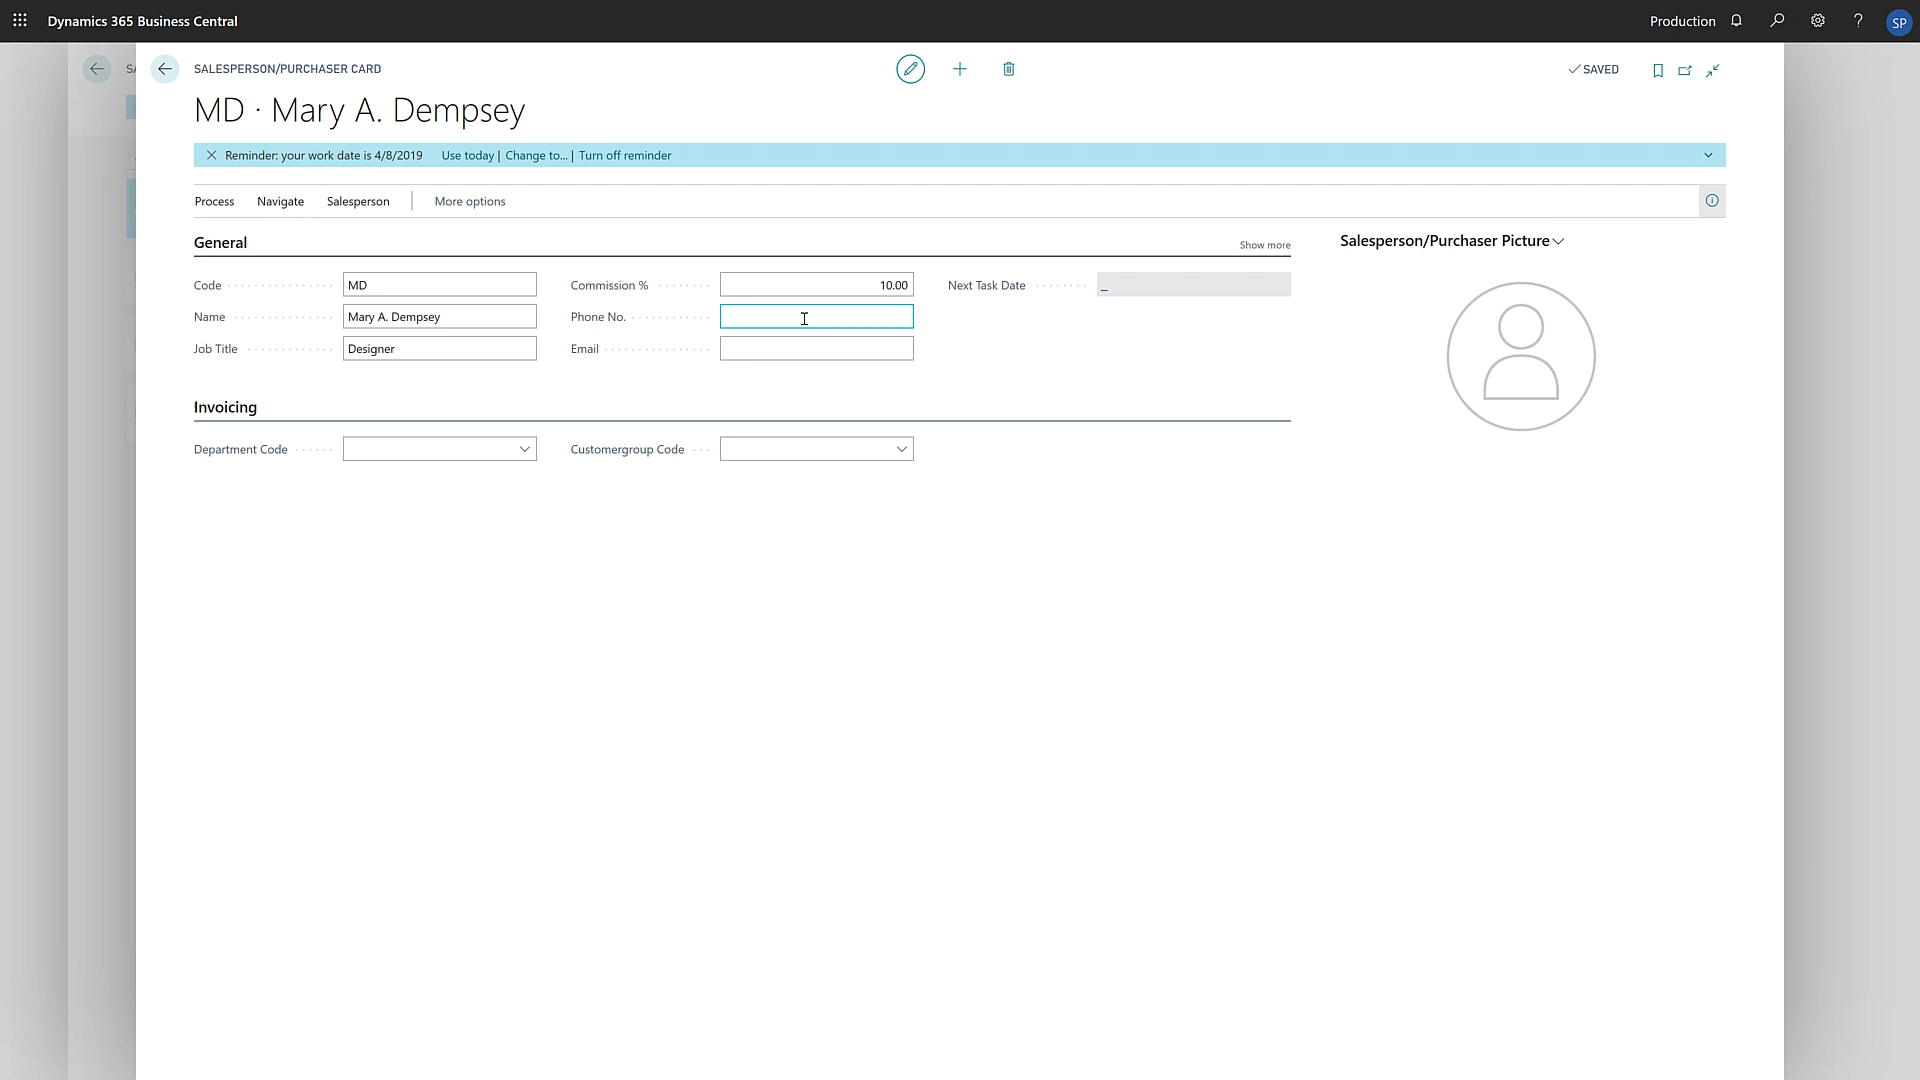 Dynamics 365 Business Central
Production
?
SP
SA
SALESPERSON/PURCHASER CARD
SAVED
MD · Mary A. Dempsey
Reminder: your work date is 4/8/2019 Use today | Change to... | Turn off reminder
Process Navigate Salesperson More options
General
Show more
Salesperson/Purchaser Picture
Code MD
Commission % 10.00
Next Task Date _
Name Mary A. Dempsey
Phone No.
Job Title Designer
Email
Invoicing
Department Code
Customergroup Code